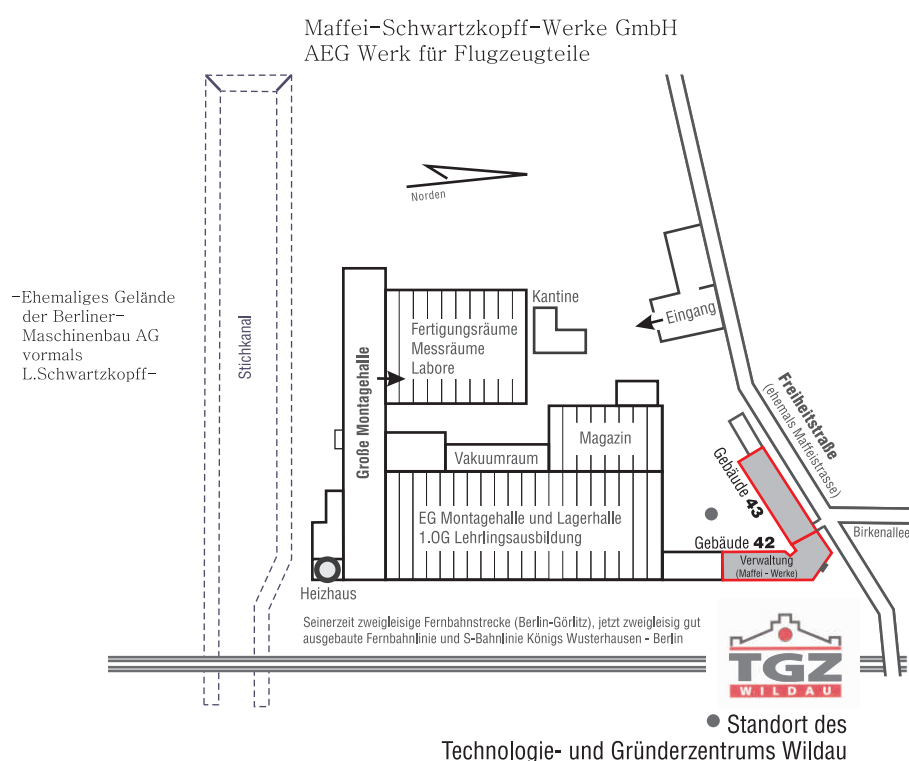 Maffei-Schwartzkopff-Werke GmbH
AEG Werk für Flugzeugteile
Norden
-Ehemaliges Gelände
der Berliner-
Maschinenbau AG
vormals
L.Schwartzkopff-
Stichkanal
Große Montagehalle
Fertigungsräume
Messräume
Labore
Kantine
Eingang
Freiheitstraße
(ehemals Maffeistrasse)
Magazin
Vakuumraum
Gebäude 43
EG Montagehalle und Lagerhalle
1.OG Lehrlingsausbildung
Birkenallee
Gebäude 42
Verwaltung
(Maffei - Werke)
Heizhaus
Seinerzeit zweigleisige Fernbahnstrecke (Berlin-Görlitz), jetzt zweigleisig gut
ausgebaute Fernbahnlinie und S-Bahnlinie Königs Wusterhausen - Berlin
TGZ
WILDAU
Standort des
Technologie- und Gründerzentrums Wildau